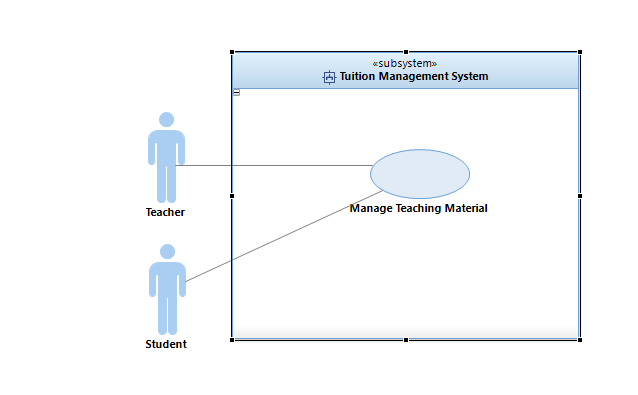 «subsystem»
Tuition Management System
Teacher
Manage Teaching Material
Student